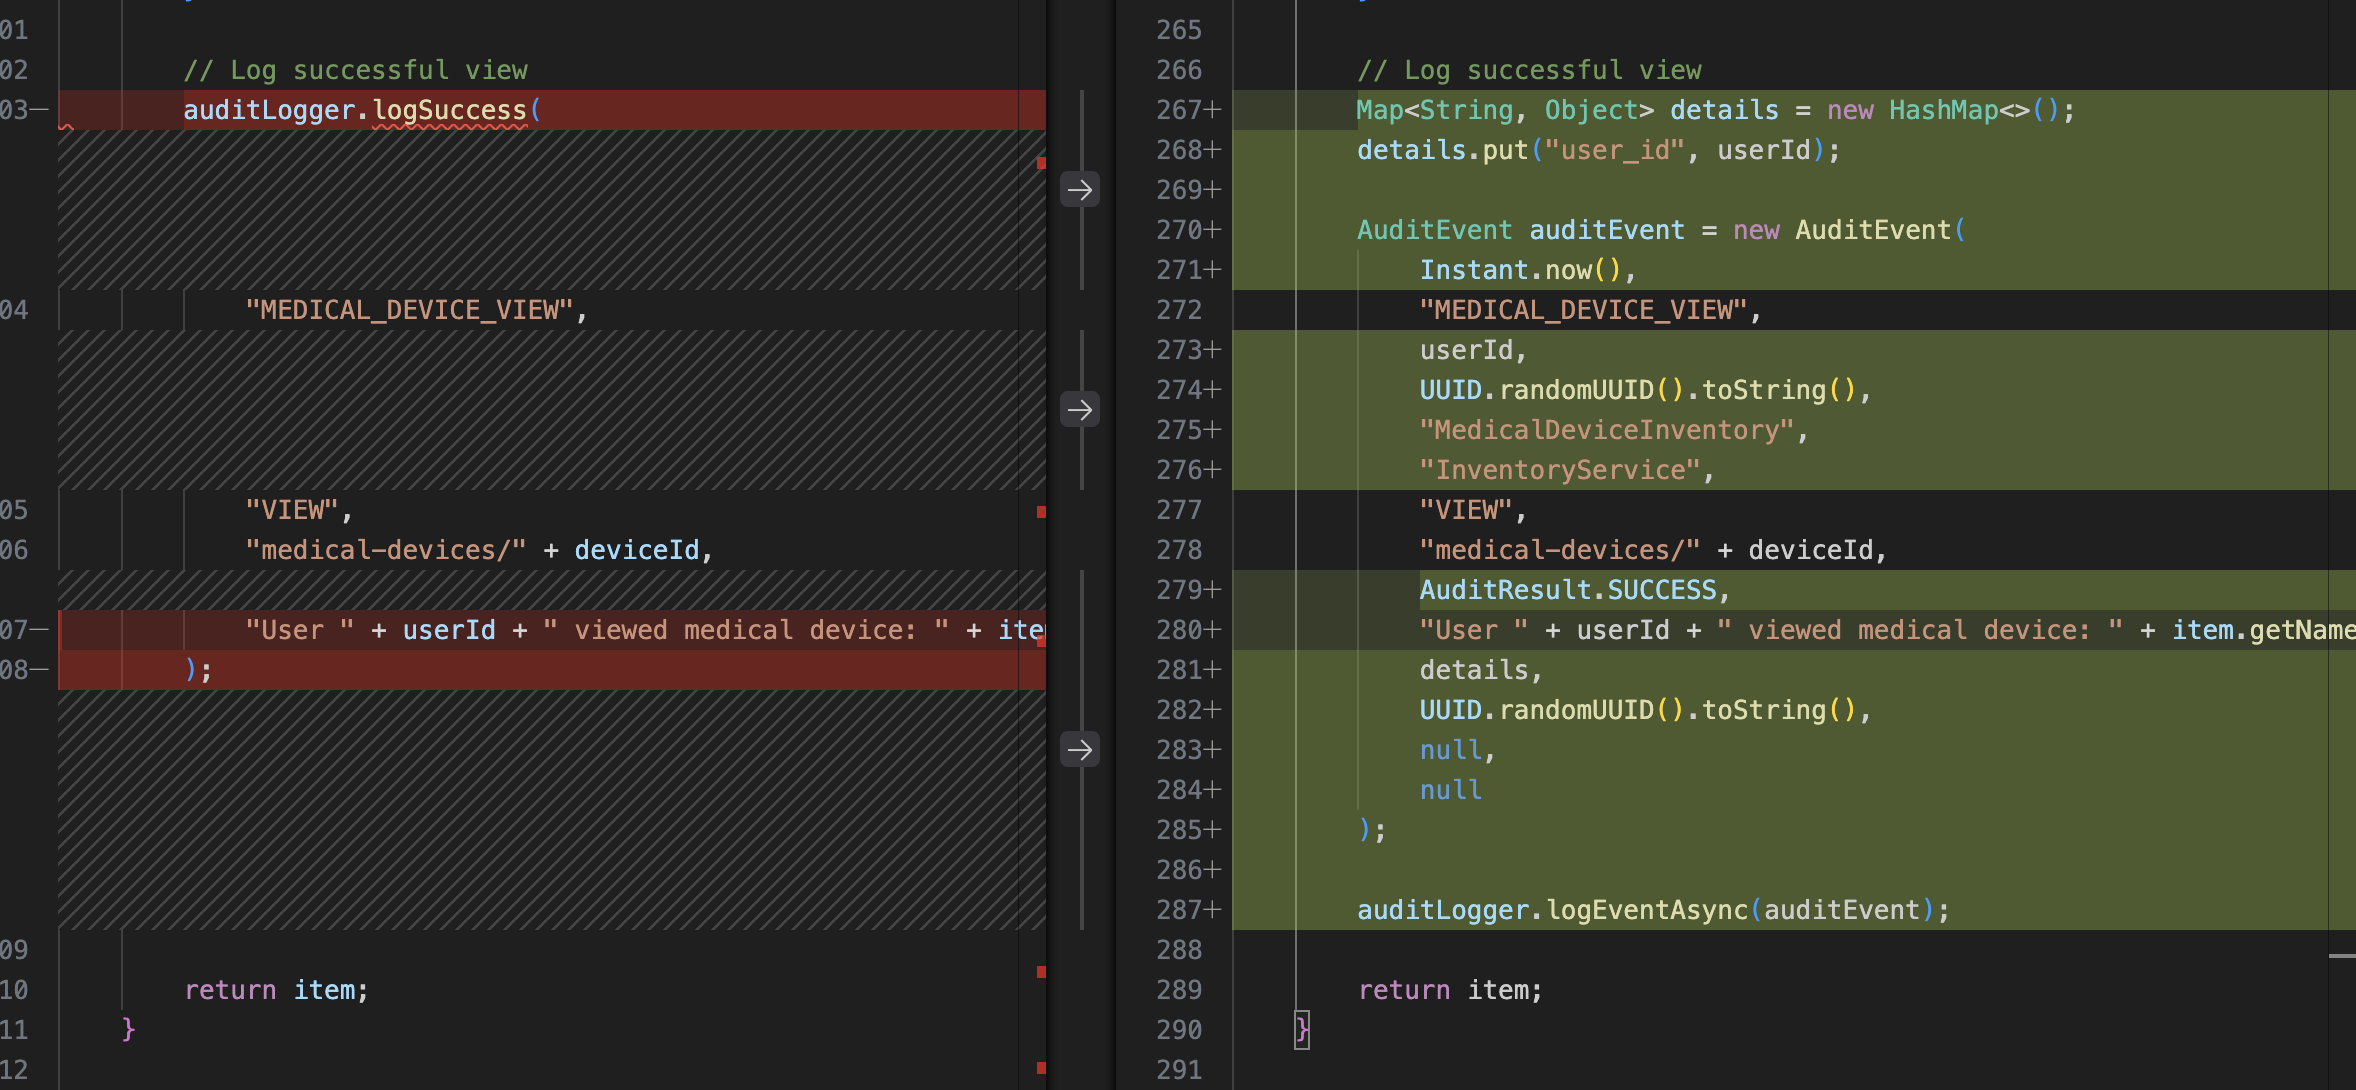 01
02 // Log successful view
03— auditLogger.logSuccess(
04 "MEDICAL_DEVICE_VIEW",
05 "VIEW",
06 "medical-devices/" + deviceId,
07— "User " + userId + " viewed medical device: " + ite
08— );
09
10 return item;
11 }
12
265
266 // Log successful view
267+ Map<String, Object> details = new HashMap<>();
268+ details.put("user_id", userId);
269+
270+ AuditEvent auditEvent = new AuditEvent(
271+ Instant.now(),
272 "MEDICAL_DEVICE_VIEW",
273+ userId,
274+ UUID.randomUUID().toString(),
275+ "MedicalDeviceInventory",
276+ "InventoryService",
277 "VIEW",
278 "medical-devices/" + deviceId,
279+ AuditResult.SUCCESS,
280+ "User " + userId + " viewed medical device: " + item.getName
281+ details,
282+ UUID.randomUUID().toString(),
283+ null,
284+ null
285+ );
286+
287+ auditLogger.logEventAsync(auditEvent);
288
289 return item;
290 }
291